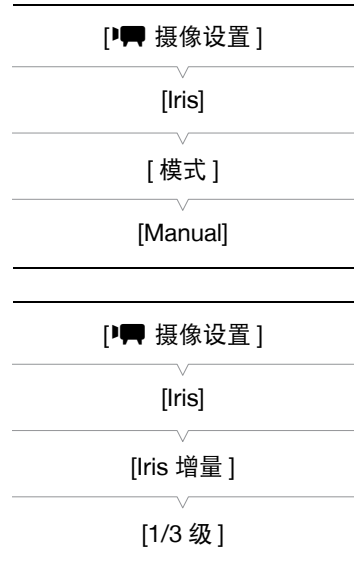 [ 摄像设置 ]
[Iris]
[ 模式 ]
[Manual]
[ 摄像设置 ]
[Iris]
[Iris 增量 ]
[1/3 级 ]